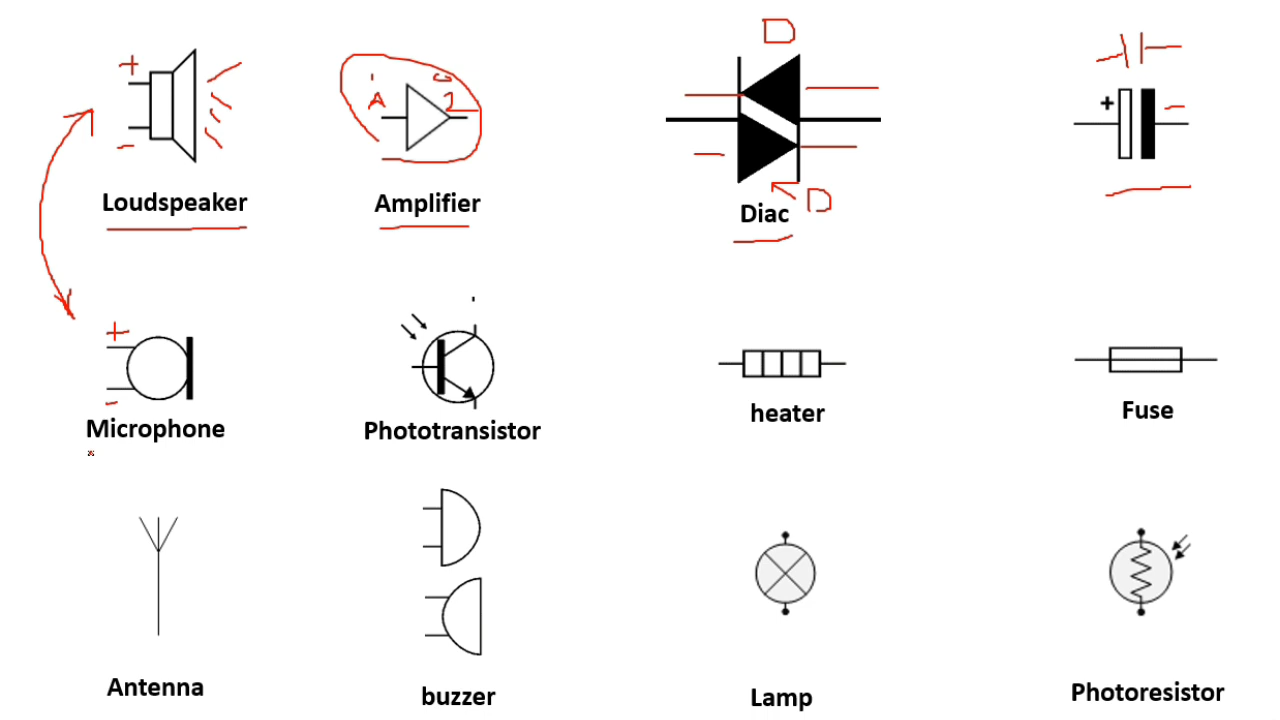 +
-
A
D
+
-
Loudspeaker
Amplifier
Diac
D
+
-
Microphone
Phototransistor
heater
Fuse
Antenna
buzzer
Lamp
Photoresistor